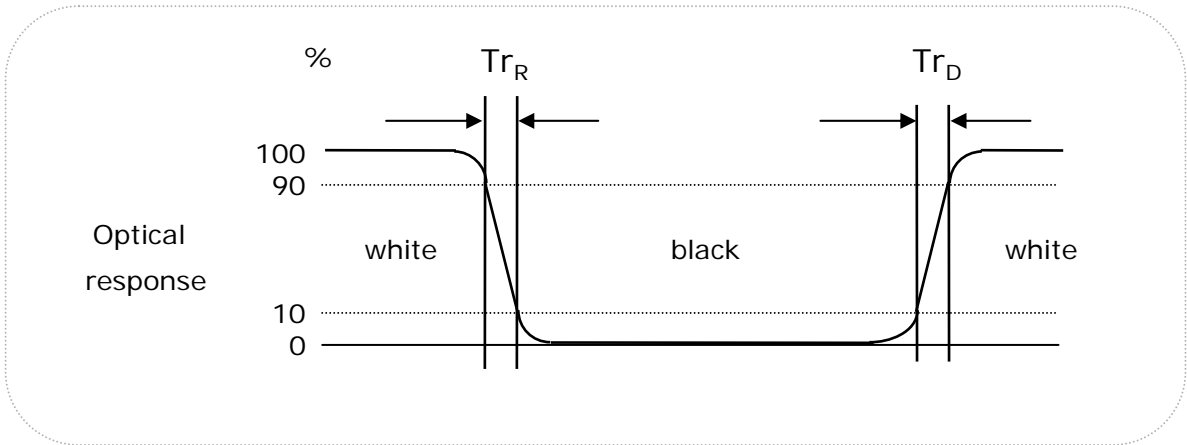 % Tr_R Tr_D
100
90
Optical
response
white black white
10
0